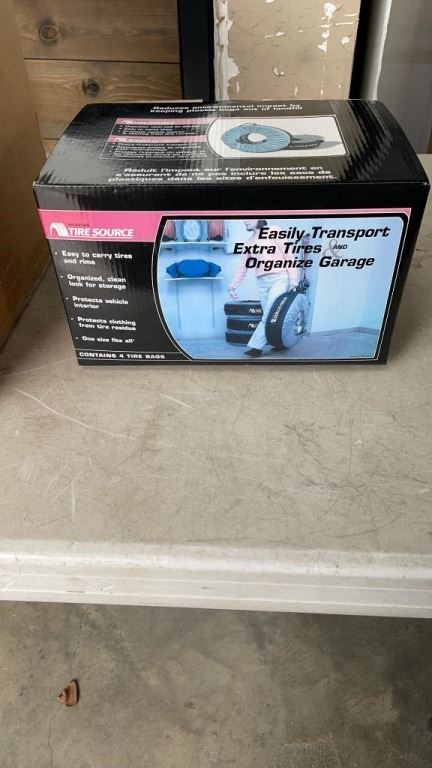 Reduces environmental impact by
keeping plastic bags out of landfill
Réduit l'impact sur l'environnement en
s'assurant de ne pas inclure les sacs de
plastiques dans les sites d'enfouissement.
TIRE SOURCE
• Easy to carry tires
and rims
• Organized, clean
look for storage
• Protects vehicle
interior
• Protects clothing
from tire residue
• One size fits all*
CONTAINS 4 TIRE BAGS
Easily Transport
Extra Tires AND
Organize Garage